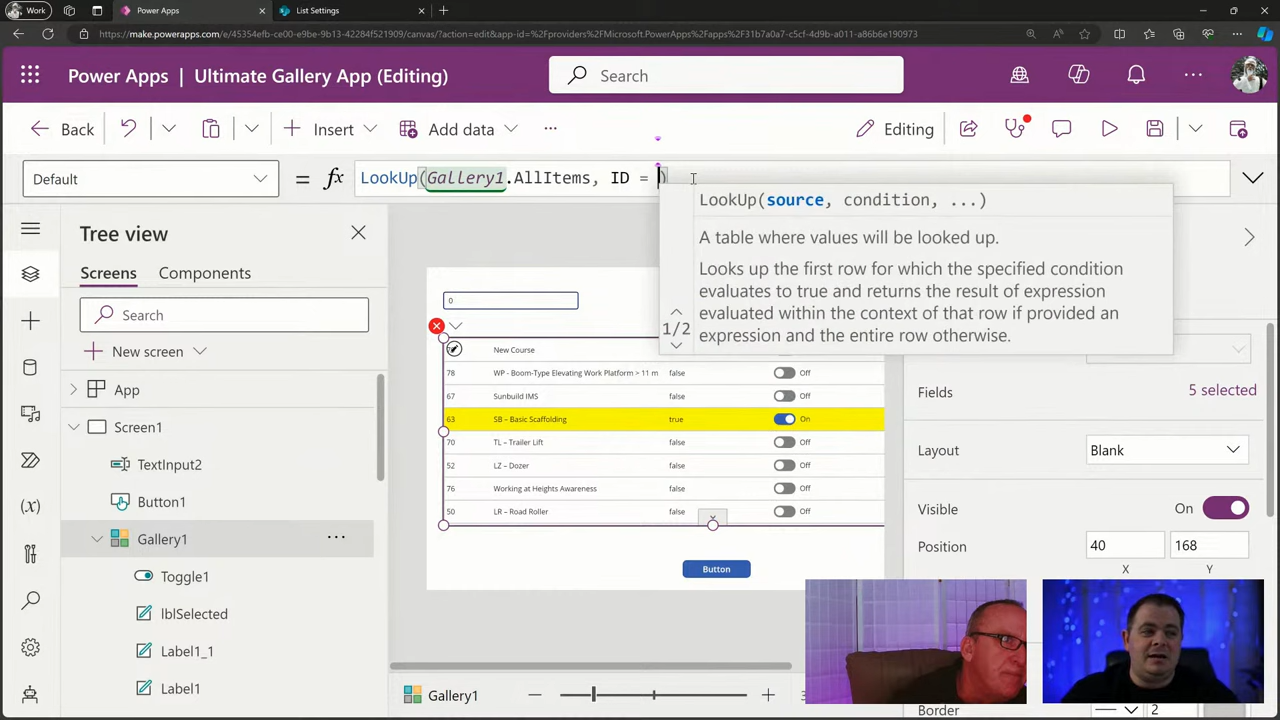 Work
Power Apps
List Settings
https://make.powerapps.com/e/45354efb-ce00-e9be-9b13-42284f521909/canvas/?action=edit&app-id=%2Fproviders%2FMicrosoft.PowerApps%2Fapps%2F31b7a0a7-c5cf-4d9b-a011-a86b6e190973
Power Apps | Ultimate Gallery App (Editing)
Search
Back
Insert
Add data
Editing
Default
= fx
LookUp(Gallery1.AllItems, ID = )
LookUp(source, condition, ...)
A table where values will be looked up.
Looks up the first row for which the specified condition
evaluates to true and returns the result of expression
evaluated within the context of that row if provided an
expression and the entire row otherwise.
1/2
Tree view
Screens
Components
Search
New screen
App
Screen1
TextInput2
Button1
Gallery1
Toggle1
lblSelected
Label1_1
Label1
0
New Course
78 WP - Boom-Type Elevating Work Platform > 11 m false Off
67 Sunbuild IMS false Off
63 SB – Basic Scaffolding true On
70 TL – Trailer Lift false Off
52 LZ – Dozer false Off
76 Working at Heights Awareness false Off
50 LR – Road Roller false Off
Button
Fields
5 selected
Layout
Blank
Visible
On
Position
40
168
X
Y
Border
2
Gallery1